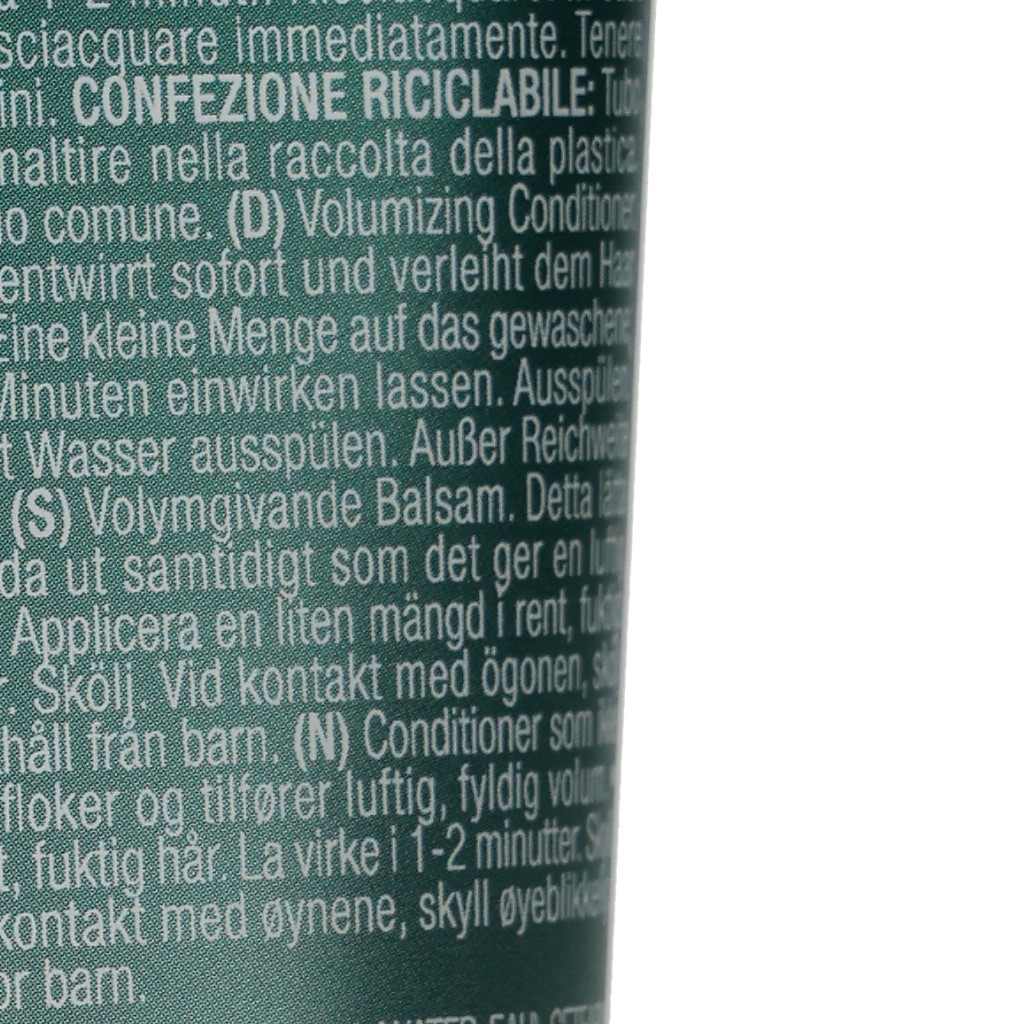 sciacquare immediatamente. Tenere
CONFEZIONE RICICLABILE: Tubo
nella raccolta della plastica.
comune. (D) Volumizing Conditioner
entwirrt sofort und verleiht dem Haar
Eine kleine Menge auf das gewaschene,
Minuten einwirken lassen. Ausspülen
t Wasser ausspülen. Außer Reichweite
(S) Volymgivande Balsam. Detta
da ut samtidigt som det ger en
Applicera en liten mängd i rent,
r. Skölj. Vid kontakt med ögonen,
håll från barn. (N) Conditioner som
floker og tilfører luftig, fyldig
t, fuktig hår. La virke i 1-2 minutter.
kontakt med øynene, skyll
or barn.